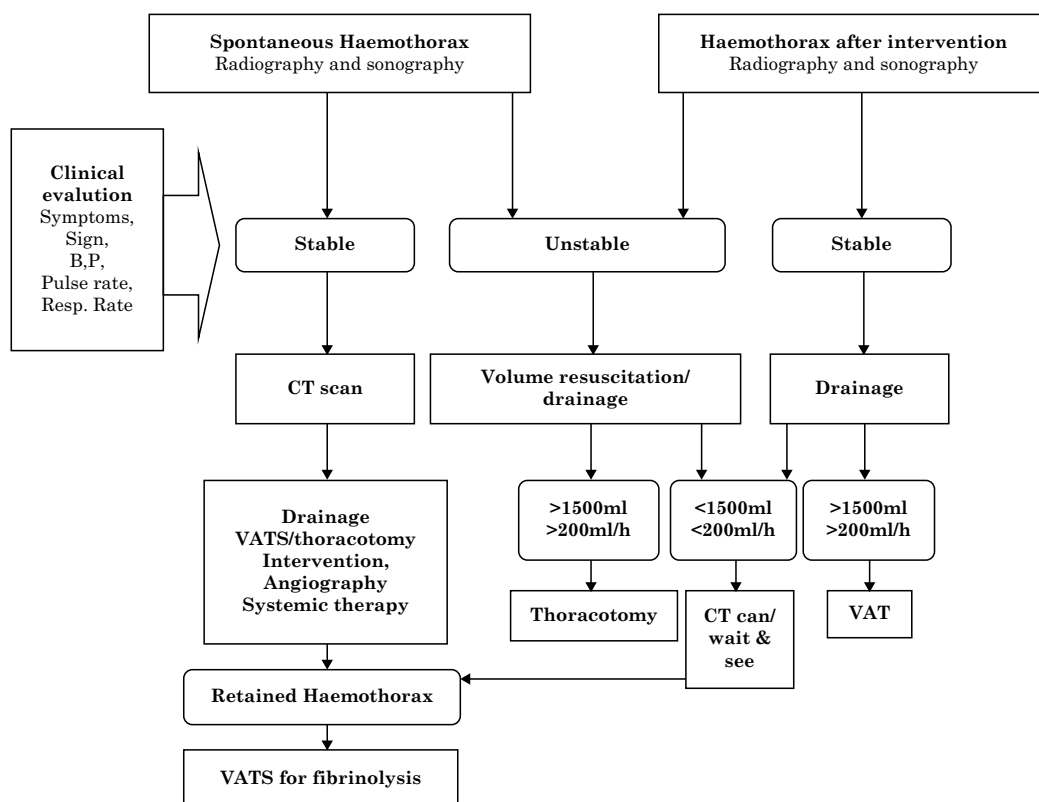 Spontaneous Haemothorax
Radiography and sonography
Haemothorax after intervention
Radiography and sonography
Clinical
evalution
Symptoms,
Sign,
B,P,
Pulse rate,
Resp. Rate
Stable
Unstable
Stable
CT scan
Volume resuscitation/
drainage
Drainage
Drainage
VATS/thoracotomy
Intervention,
Angiography
Systemic therapy
>1500ml
>200ml/h
<1500ml
<200ml/h
>1500ml
>200ml/h
Thoracotomy
CT can/
wait &
see
VAT
Retained Haemothorax
VATS for fibrinolysis